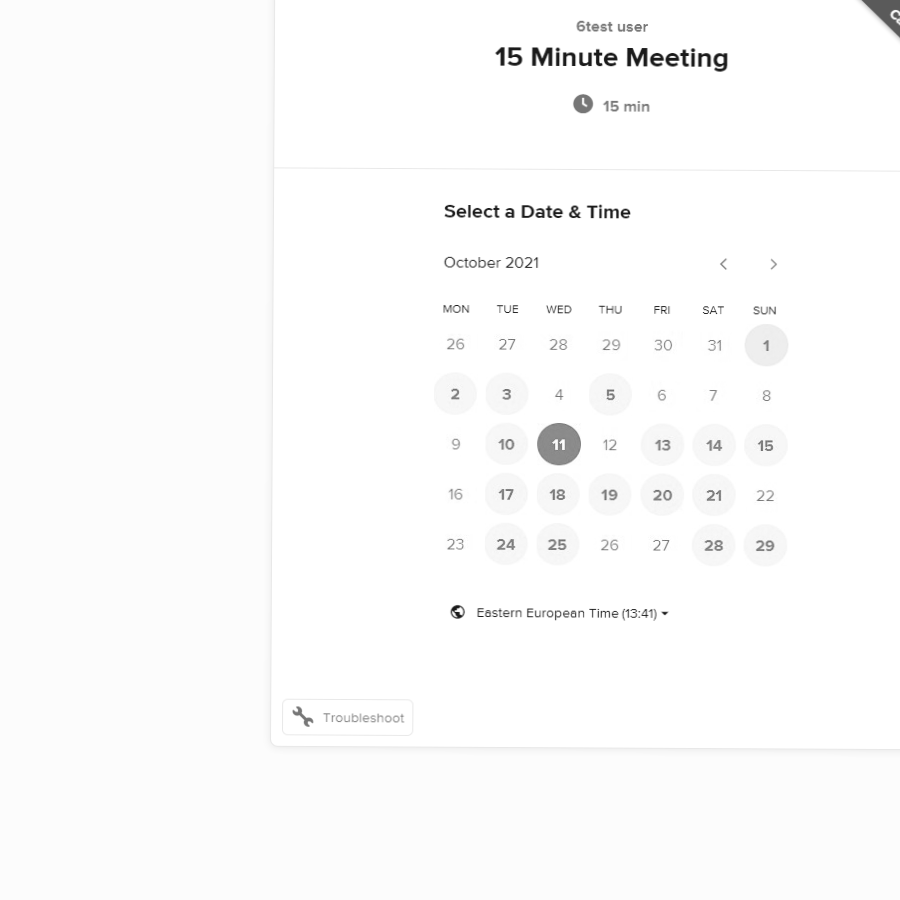 6test user
15 Minute Meeting
15 min
Select a Date & Time
October 2021
MON TUE WED THU FRI SAT SUN
26 27 28 29 30 31 1
2 3 4 5 6 7 8
9 10 11 12 13 14 15
16 17 18 19 20 21 22
23 24 25 26 27 28 29
Eastern European Time (13:41)
Troubleshoot